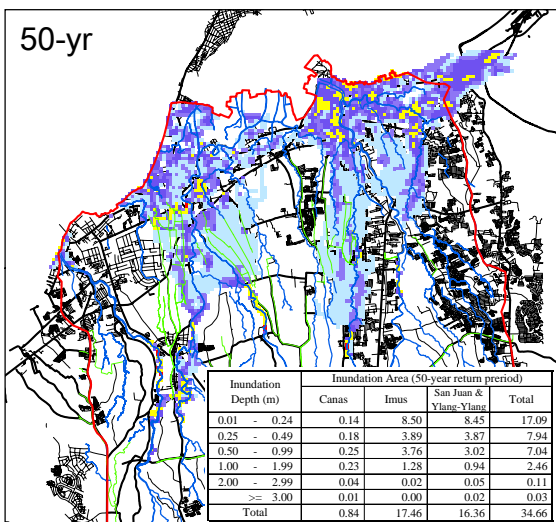 50-yr
Inundation Depth (m) Inundation Area (50-year return preriod)
Canas Imus San Juan & Ylang-Ylang Total
0.01 - 0.24 0.14 8.50 8.45 17.09
0.25 - 0.49 0.18 3.89 3.87 7.94
0.50 - 0.99 0.25 3.76 3.02 7.04
1.00 - 1.99 0.23 1.28 0.94 2.46
2.00 - 2.99 0.04 0.02 0.05 0.11
>= 3.00 0.01 0.00 0.02 0.03
Total 0.84 17.46 16.36 34.66